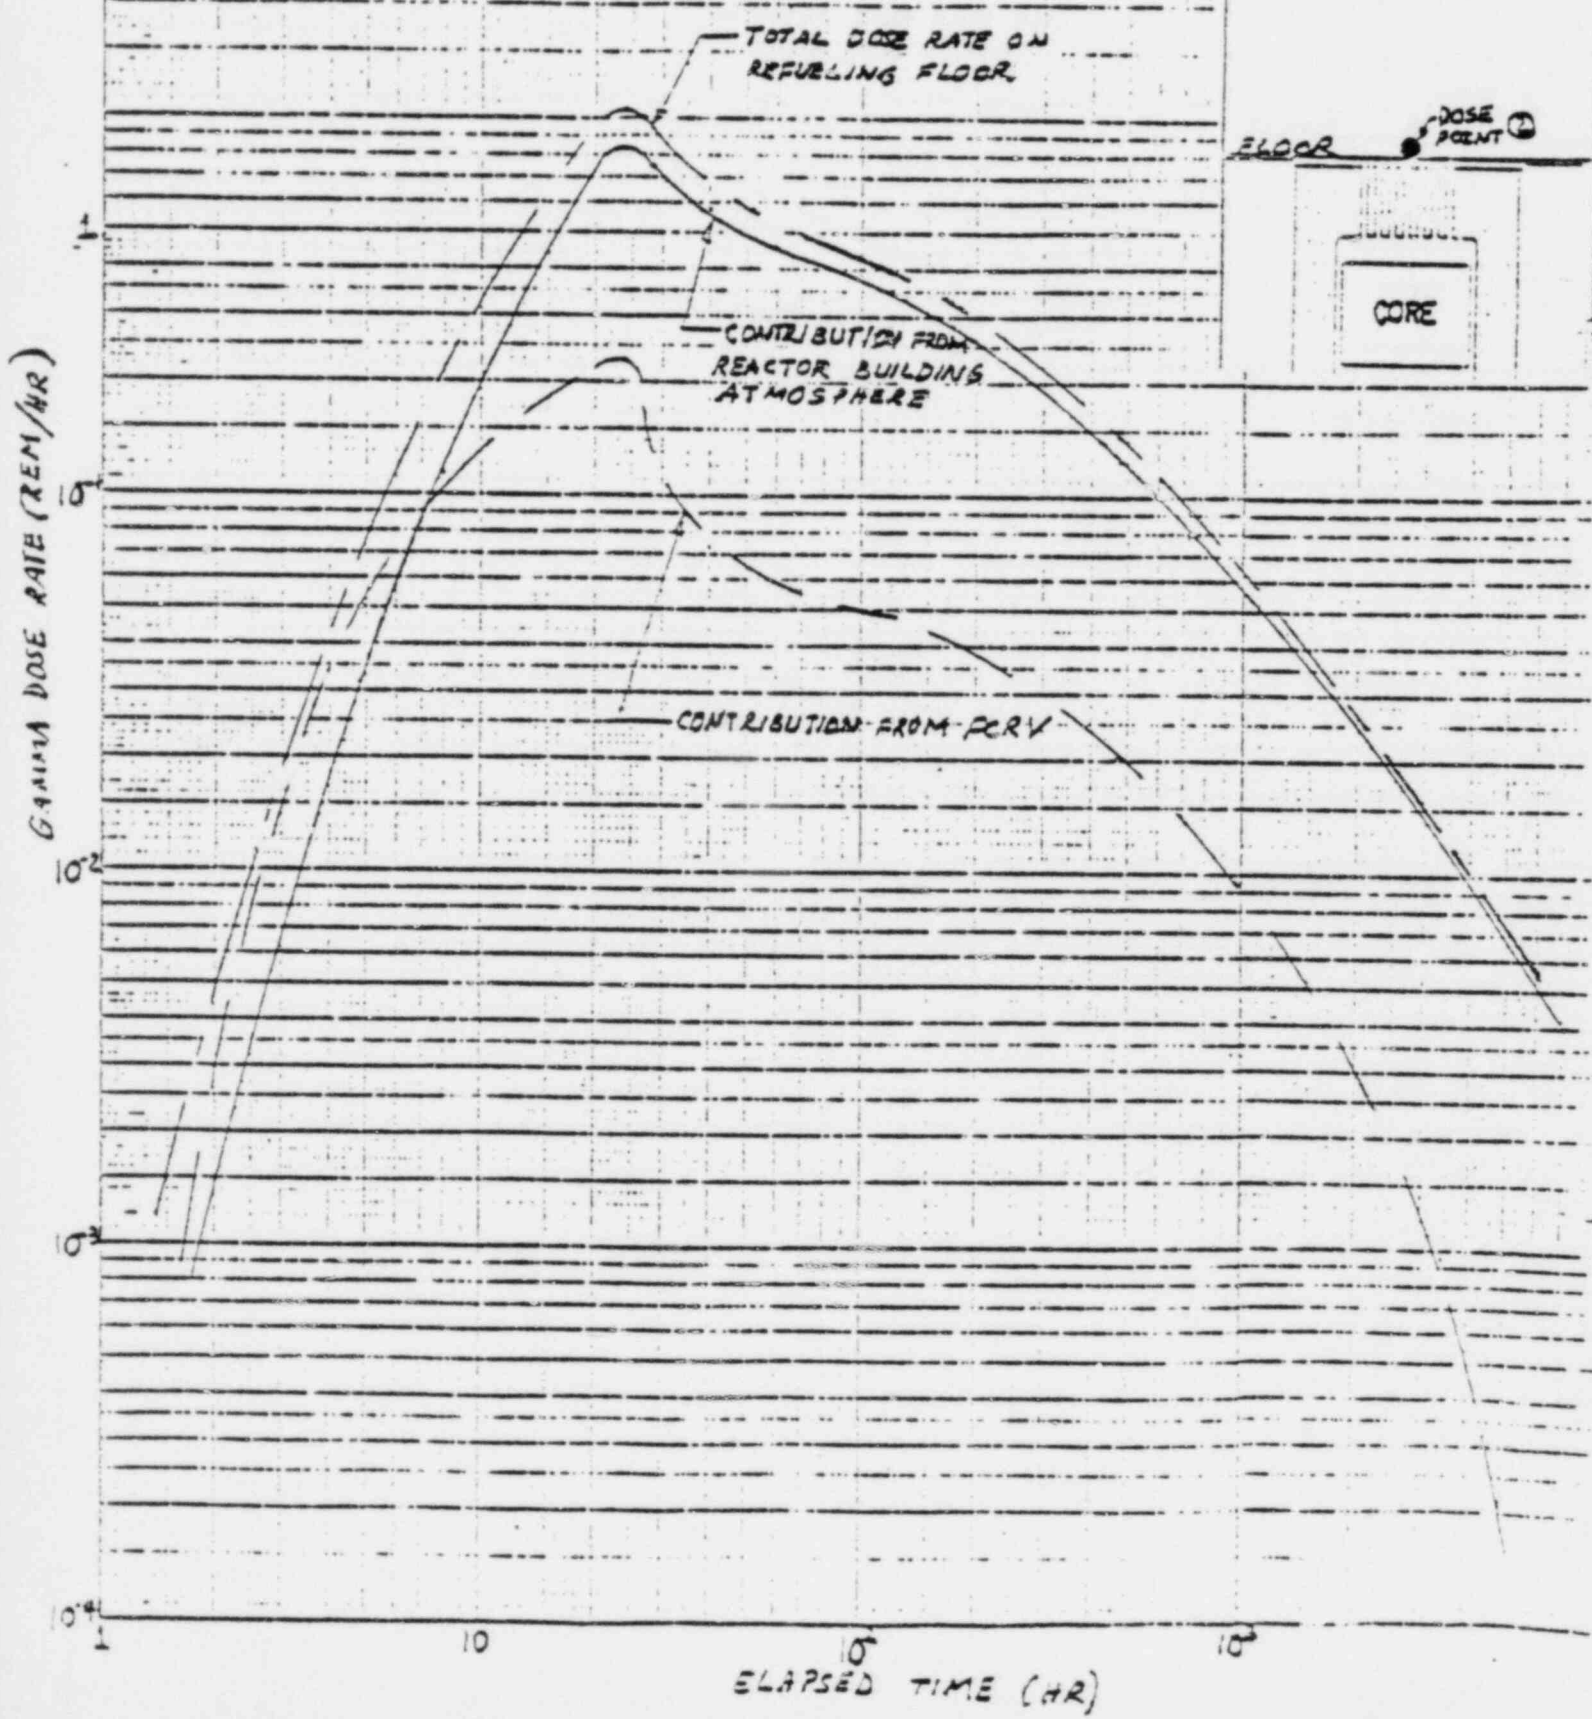 TOTAL DOSE RATE ON
REFUELING FLOOR
DOSE
POINT 2
FLOOR
CORE
1
CONTRIBUTION FROM
REACTOR BUILDING
ATMOSPHERE
GAMMA DOSE RATE (REM/HR)
10⁻¹
CONTRIBUTION FROM PCRV
10⁻²
10⁻³
10⁻⁴
1
10
10²
10³
ELAPSED TIME (HR)